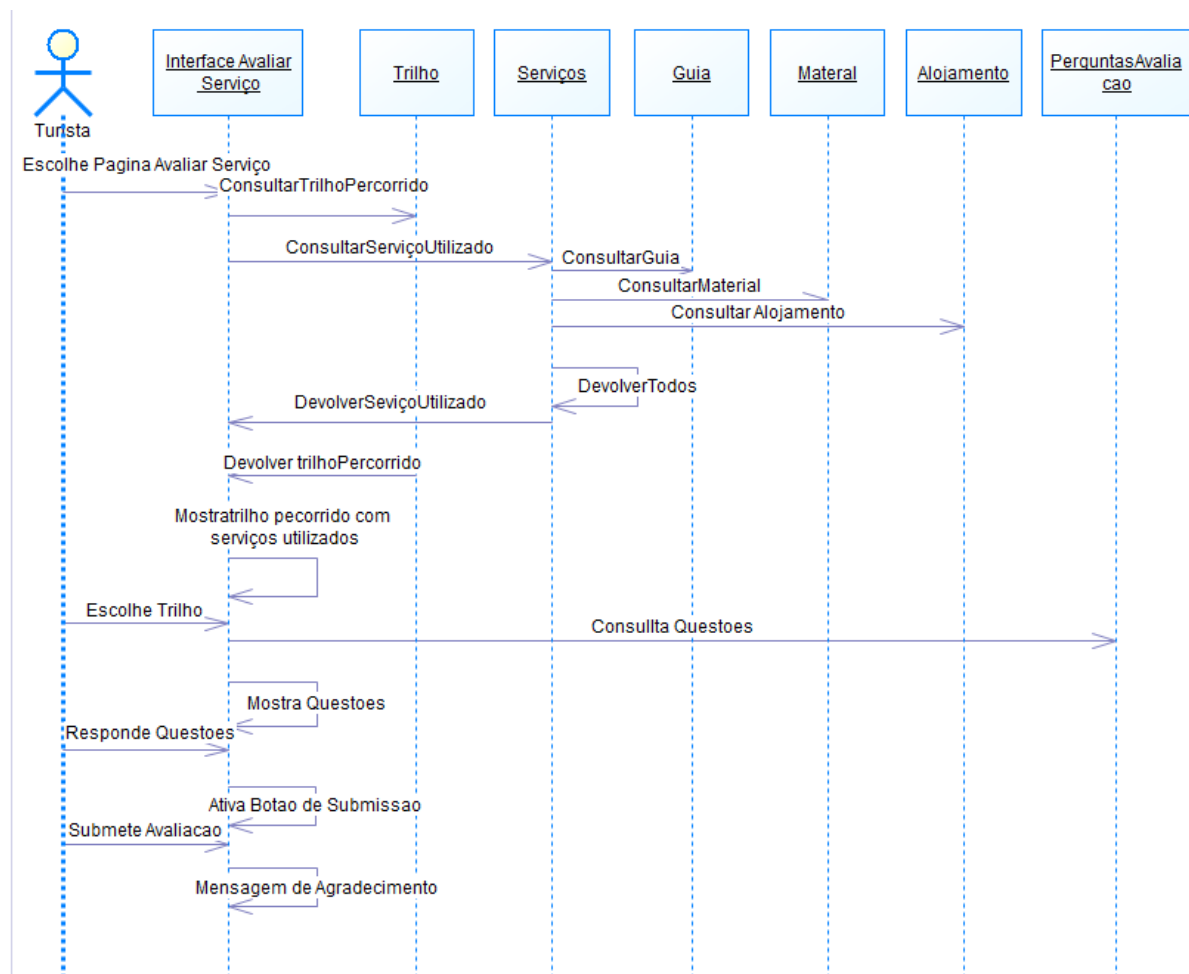 Interface Avaliar
Serviço
Trilho
Serviços
Guia
Materal
Alojamento
PerguntasAvalia
cao
Turista
Escolhe Pagina Avaliar Serviço
ConsultarTrilhoPercorrido
ConsultarServiçoUtilizado
ConsultarGuia
ConsultarMaterial
Consultar Alojamento
DevolverTodos
DevolverSeviçoUtilizado
Devolver trilhoPercorrido
Mostratrilho pecorrido com
serviços utilizados
Escolhe Trilho
Consullta Questoes
Mostra Questoes
Responde Questoes
Ativa Botao de Submissao
Submete Avaliacao
Mensagem de Agradecimento